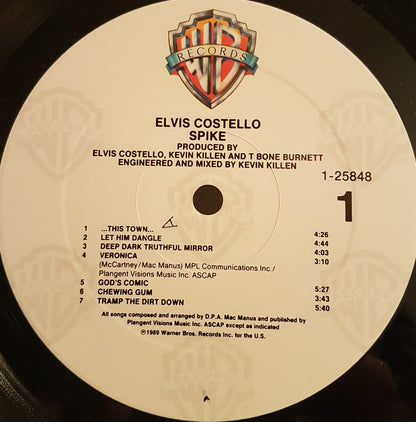 WB
RECORDS
ELVIS COSTELLO
SPIKE
PRODUCED BY
ELVIS COSTELLO, KEVIN KILLEN AND T BONE BURNETT
ENGINEERED AND MIXED BY KEVIN KILLEN
1-25848
1
1 ...THIS TOWN... 4:26
2 LET HIM DANGLE 4:44
3 DEEP DARK TRUTHFUL MIRROR 4:03
4 VERONICA 3:10
(McCartney/Mac Manus) MPL Communications Inc./
Plangent Visions Music Inc. ASCAP
5 GOD'S COMIC 5:27
6 CHEWING GUM 3:43
7 TRAMP THE DIRT DOWN 5:40
All songs composed and arranged by D.P.A. Mac Manus and published by
Plangent Visions Music Inc. ASCAP except as indicated
℗1989 Warner Bros. Records Inc. for the U.S.